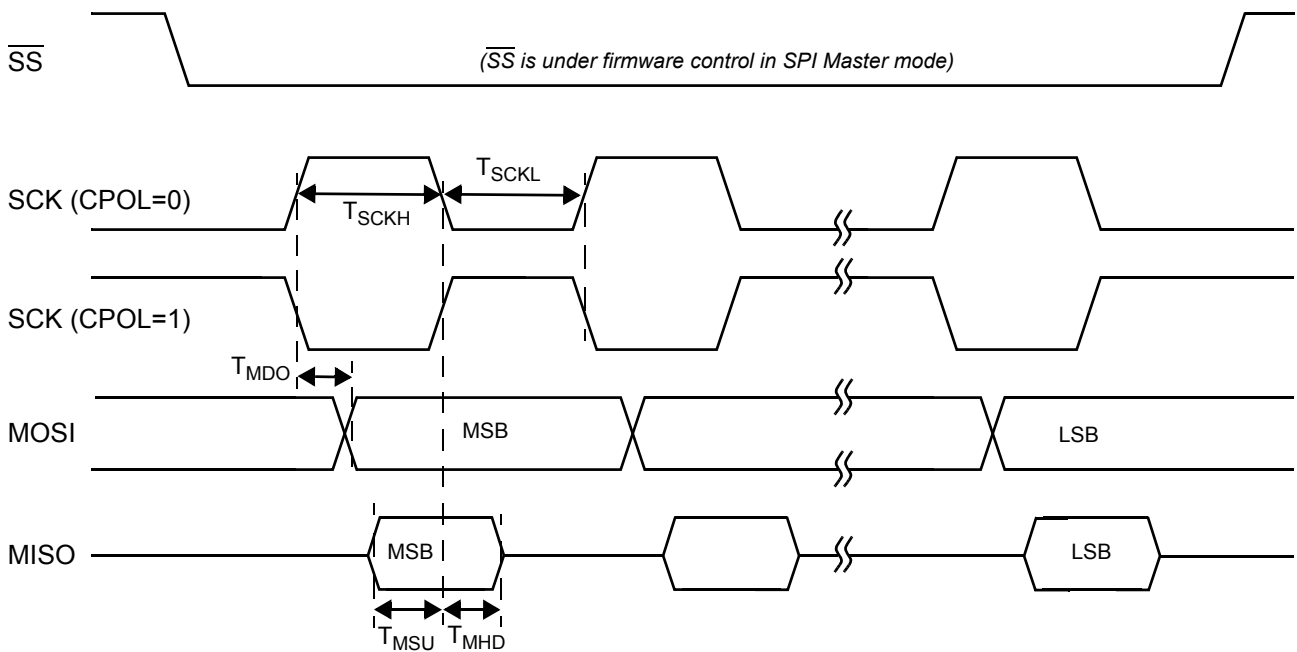 SS
(SS is under firmware control in SPI Master mode)
SCK (CPOL=0)
TSCKL
TSCKH
SCK (CPOL=1)
TMDO
MOSI
MSB
LSB
MISO
MSB
LSB
TMSU
TMHD